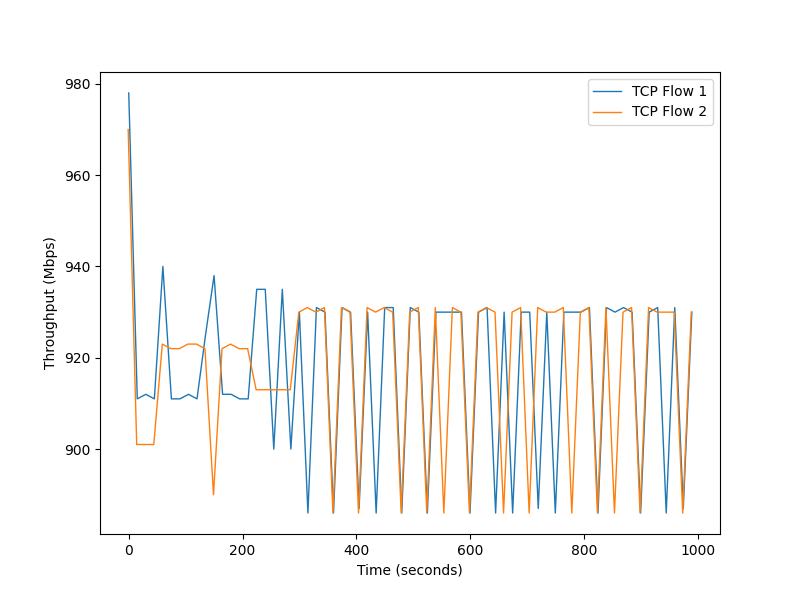 TCP Flow 1
TCP Flow 2
Throughput (Mbps)
980
960
940
920
900
0 200 400 600 800 1000
Time (seconds)